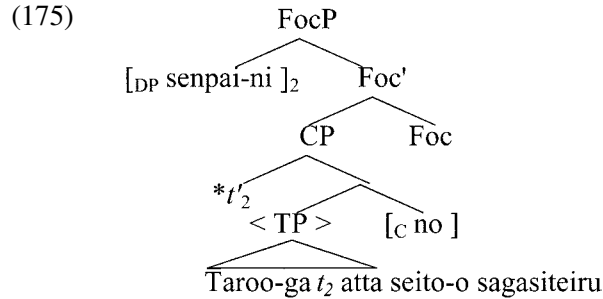 (175) FocP
[DP senpai-ni ]2 Foc'
CP Foc
*t'2
< TP > [C no ]
Taroo-ga t2 atta seito-o sagasiteiru